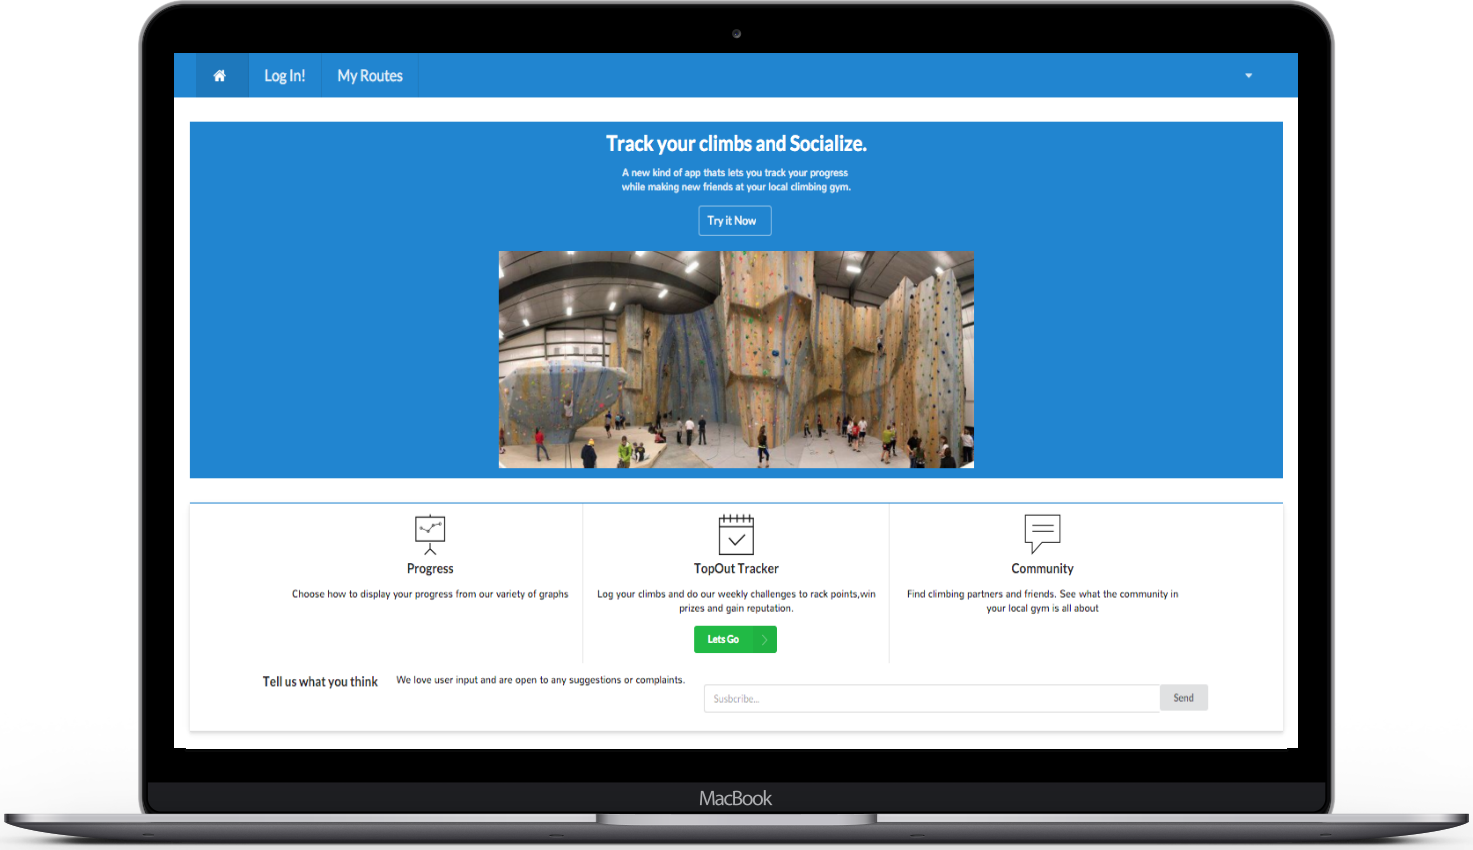 Log In!
My Routes
Track your climbs and Socialize.
A new kind of app thats lets you track your progress
while making new friends at your local climbing gym.
Try it Now
Progress
Choose how to display your progress from our variety of graphs
TopOut Tracker
Log your climbs and do our weekly challenges to rack points,win
prizes and gain reputation.
Lets Go
Community
Find climbing partners and friends. See what the community in
your local gym is all about
Tell us what you think
We love user input and are open to any suggestions or complaints.
Susbcribe...
Send
MacBook